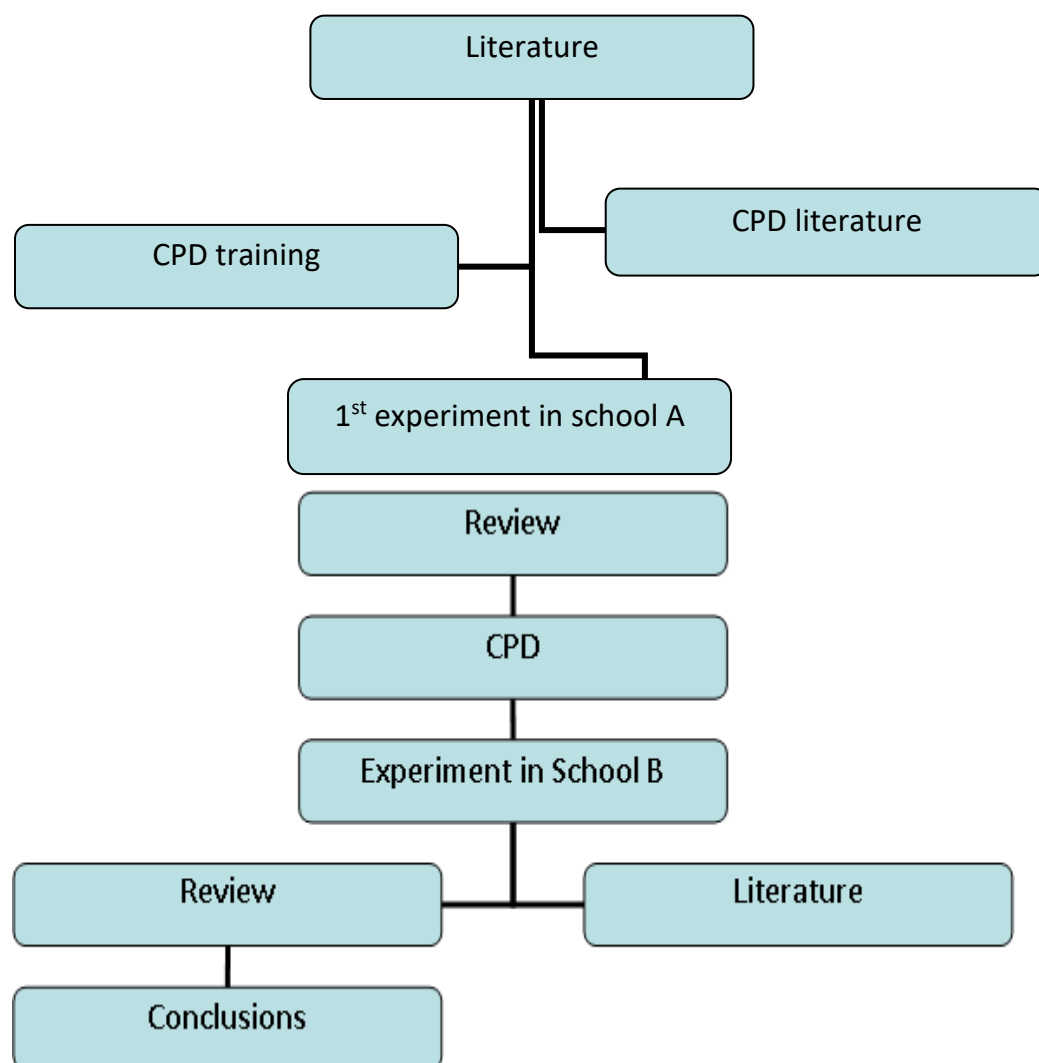 Literature
CPD literature
CPD training
1st experiment in school A
Review
CPD
Experiment in School B
Review
Literature
Conclusions